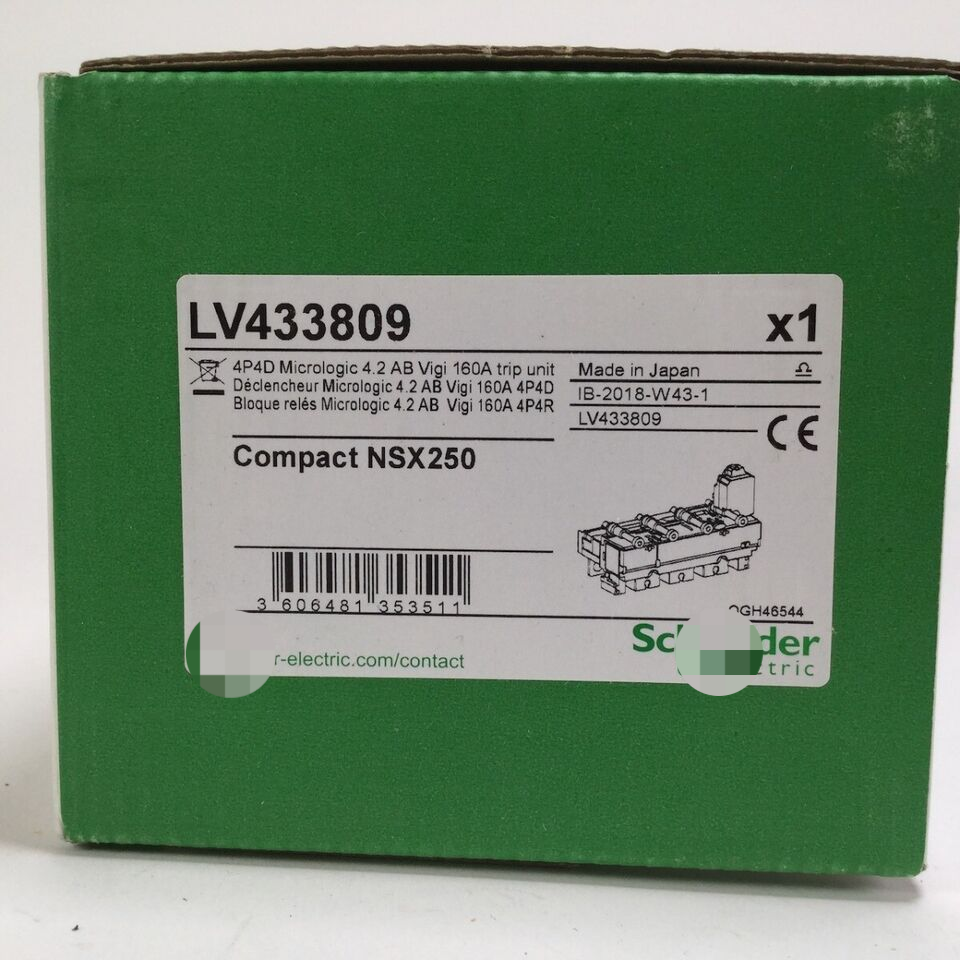 LV433809
x1
4P4D Micrologic 4.2 AB Vigi 160A trip unit
Déclencheur Micrologic 4.2 AB Vigi 160A 4P4D
Bloque relés Micrologic 4.2 AB Vigi 160A 4P4R
Made in Japan
IB-2018-W43-1
LV433809
CE
Compact NSX250
3 606481 353511
QGH46544
r-electric.com/contact